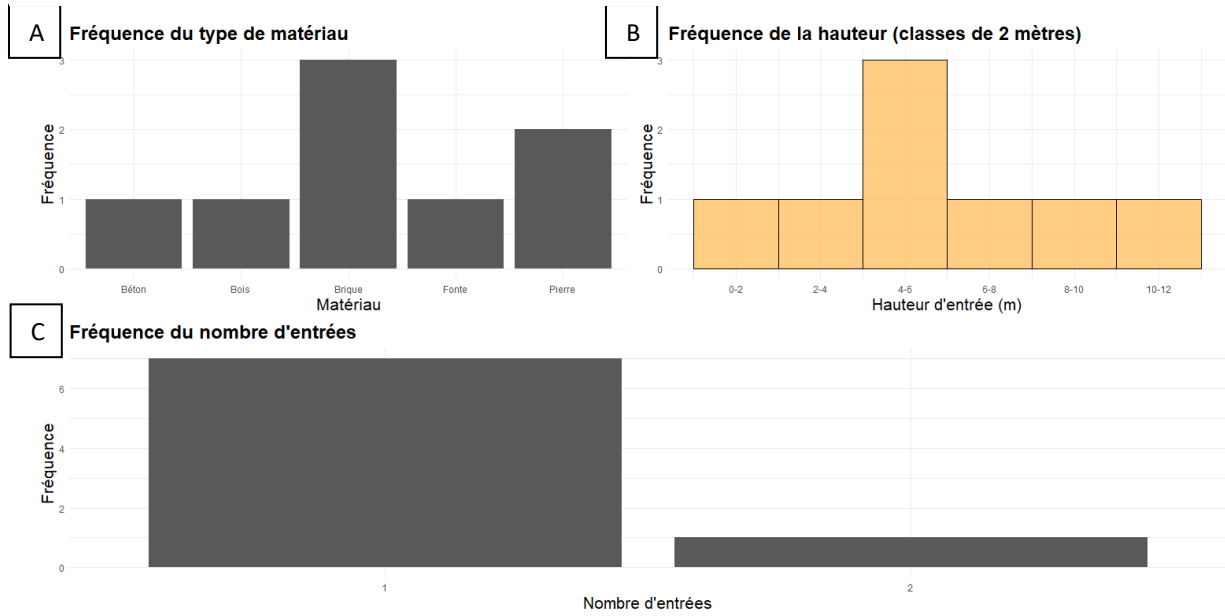 A
Fréquence du type de matériau
Fréquence
3
2
1
0
Béton Bois Brique Fonte Pierre
Matériau
B
Fréquence de la hauteur (classes de 2 mètres)
Fréquence
3
2
1
0
0-2 2-4 4-6 6-8 8-10 10-12
Hauteur d'entrée (m)
C
Fréquence du nombre d'entrées
Fréquence
6
4
2
0
1 2
Nombre d'entrées